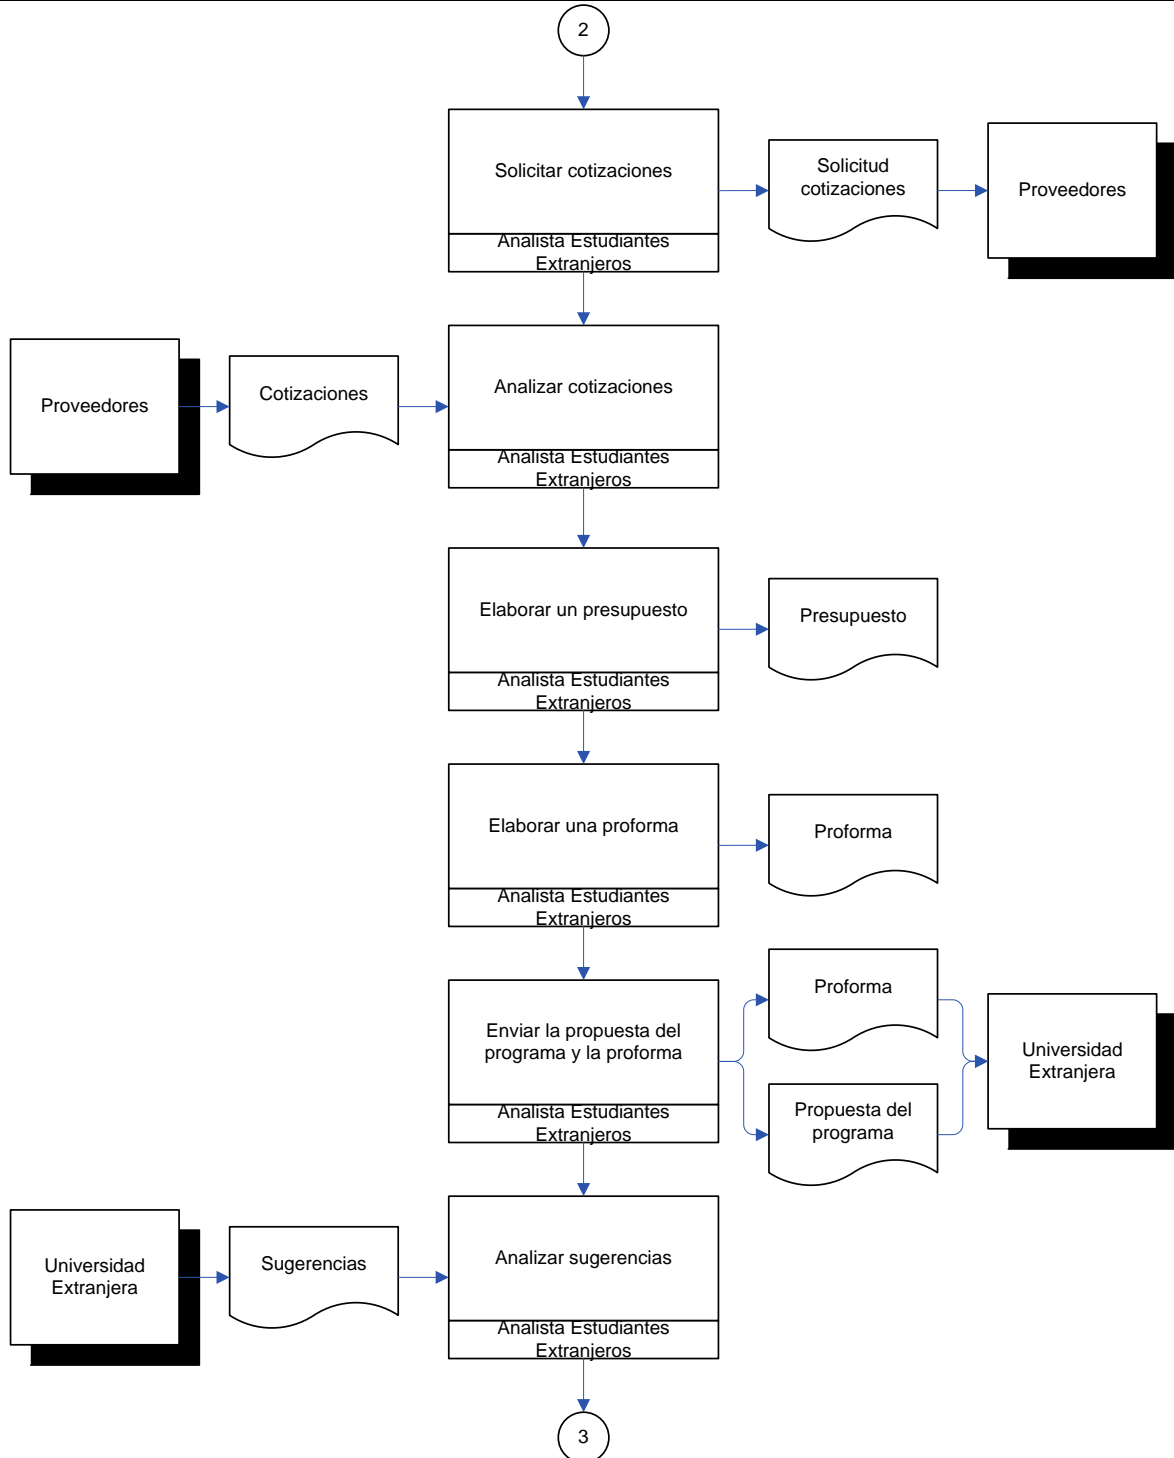 2
Solicitar cotizaciones
Analista Estudiantes
Extranjeros
Solicitud
cotizaciones
Proveedores
Proveedores
Cotizaciones
Analizar cotizaciones
Analista Estudiantes
Extranjeros
Elaborar un presupuesto
Analista Estudiantes
Extranjeros
Presupuesto
Elaborar una proforma
Analista Estudiantes
Extranjeros
Proforma
Enviar la propuesta del
programa y la proforma
Analista Estudiantes
Extranjeros
Proforma
Propuesta del
programa
Universidad
Extranjera
Universidad
Extranjera
Sugerencias
Analizar sugerencias
Analista Estudiantes
Extranjeros
3